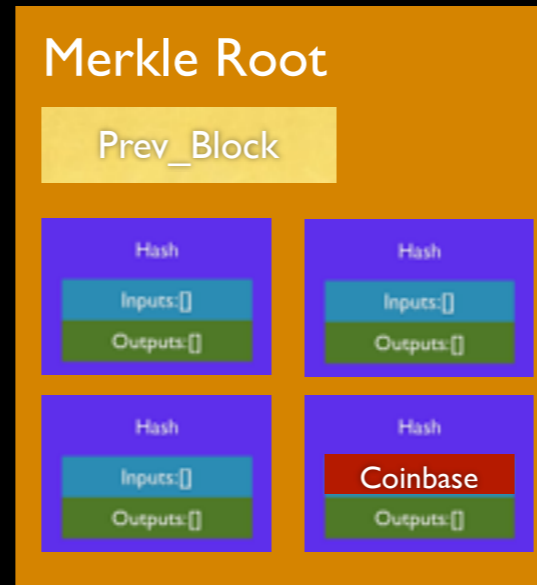 Merkle Root
Prev_Block
Hash
Inputs:[]
Outputs:[]
Hash
Inputs:[]
Outputs:[]
Hash
Inputs:[]
Outputs:[]
Hash
Coinbase
Outputs:[]